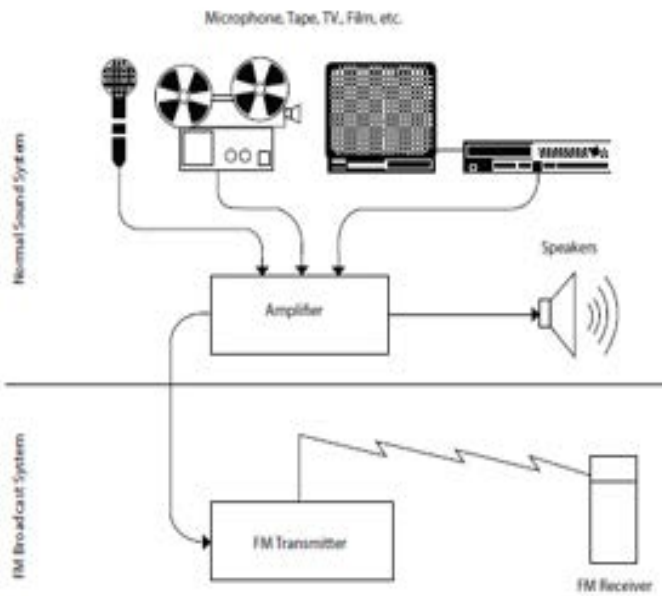 Microphone, Tape, TV, Film, etc.
Normal Sound System
Speakers
Amplifier
FM Broadcast System
FM Transmitter
FM Receiver